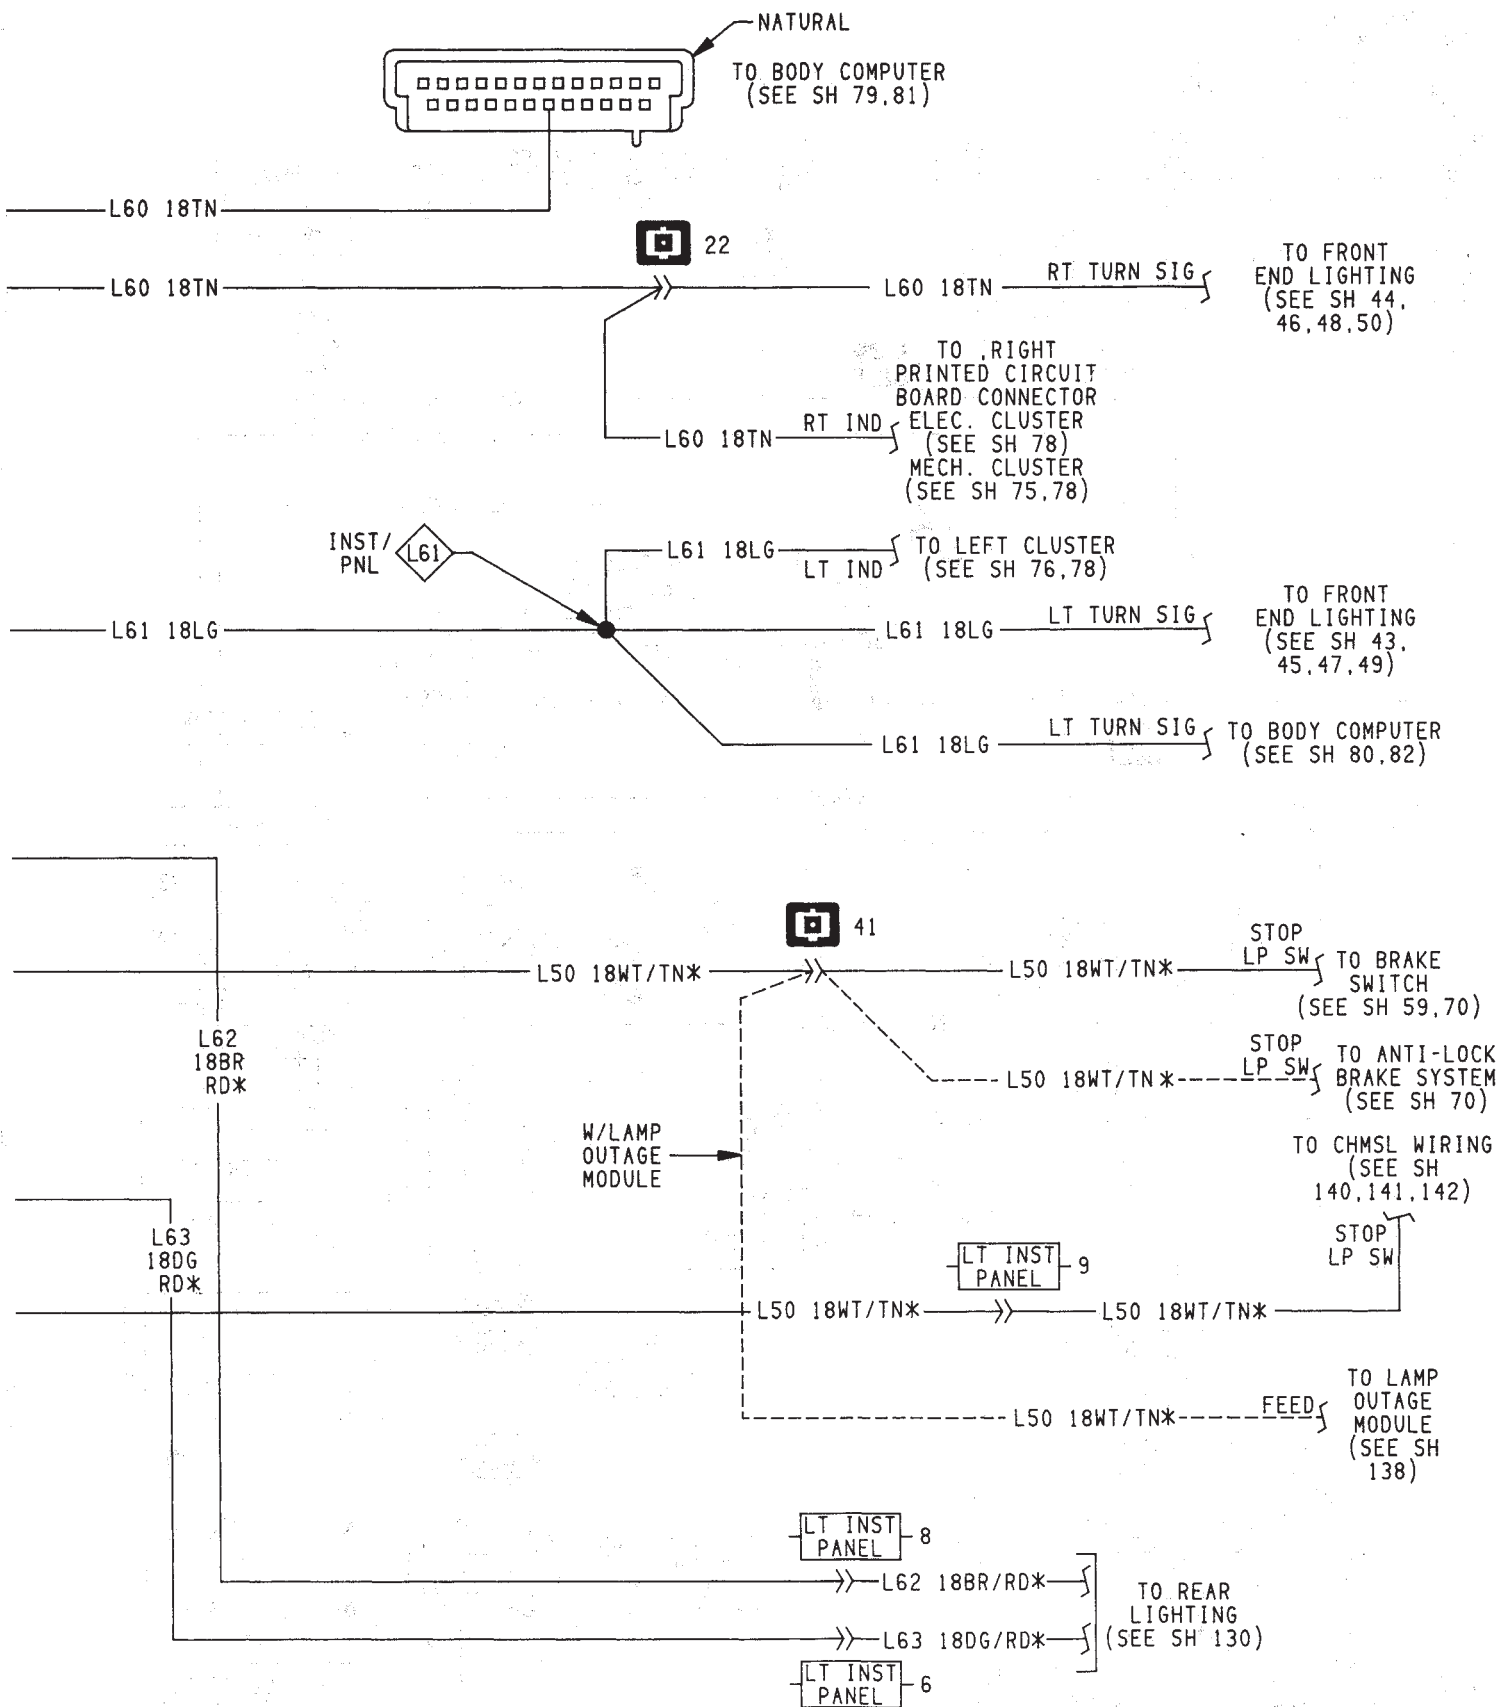 NATURAL
TO BODY COMPUTER
(SEE SH 79,81)
L60 18TN
22
L60 18TN
L60 18TN
RT TURN SIG
TO FRONT
END LIGHTING
(SEE SH 44,
46,48,50)
TO ,RIGHT
PRINTED CIRCUIT
BOARD CONNECTOR
ELEC. CLUSTER
(SEE SH 78)
MECH. CLUSTER
(SEE SH 75,78)
L60 18TN
RT IND
INST/
PNL
L61
L61 18LG
LT IND
TO LEFT CLUSTER
(SEE SH 76,78)
L61 18LG
L61 18LG
LT TURN SIG
TO FRONT
END LIGHTING
(SEE SH 43,
45,47,49)
L61 18LG
LT TURN SIG
TO BODY COMPUTER
(SEE SH 80,82)
41
L50 18WT/TN*
L50 18WT/TN*
STOP
LP SW
TO BRAKE
SWITCH
(SEE SH 59,70)
L62
18BR
RD*
L50 18WT/TN*
STOP
LP SW
TO ANTI-LOCK
BRAKE SYSTEM
(SEE SH 70)
W/LAMP
OUTAGE
MODULE
TO CHMSL WIRING
(SEE SH
140,141,142)
STOP
LP SW
L63
18DG
RD*
LT INST
PANEL
9
L50 18WT/TN*
L50 18WT/TN*
L50 18WT/TN*
FEED
TO LAMP
OUTAGE
MODULE
(SEE SH
138)
LT INST
PANEL
8
L62 18BR/RD*
L63 18DG/RD*
TO REAR
LIGHTING
(SEE SH 130)
LT INST
PANEL
6